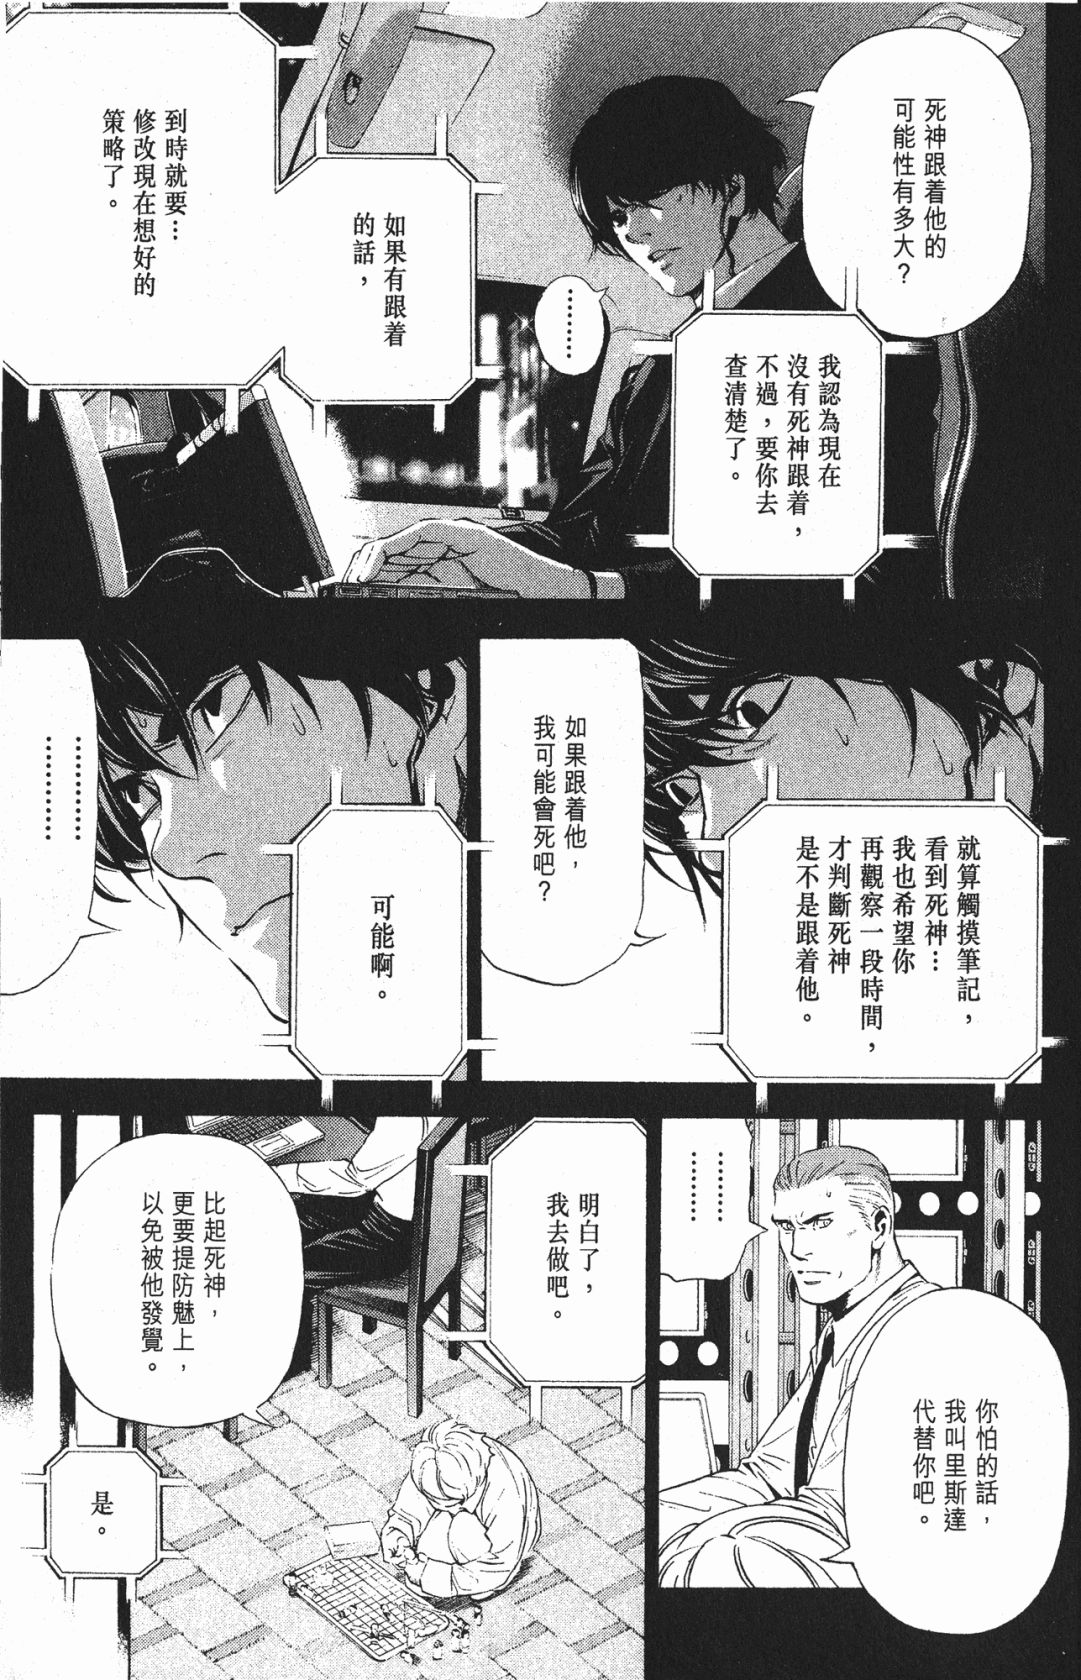 死神跟着他的
可能性有多大？
我認為現在
沒有死神跟着，
不過，要你去
查清楚了。
………
如果有跟着
的話，
到時就要…
修改現在想好的
策略了。
就算觸摸筆記，
看到死神…
我也希望你
再觀察一段時間，
才判斷死神
是不是跟着他。
如果跟着他，
我可能會死吧？
可能啊。
…………
…………
………
………
你怕的話，
我叫里斯達
代替你吧。
明白了，
我去做吧。
比起死神，
更要提防魅上，
以免被他發覺。
是。